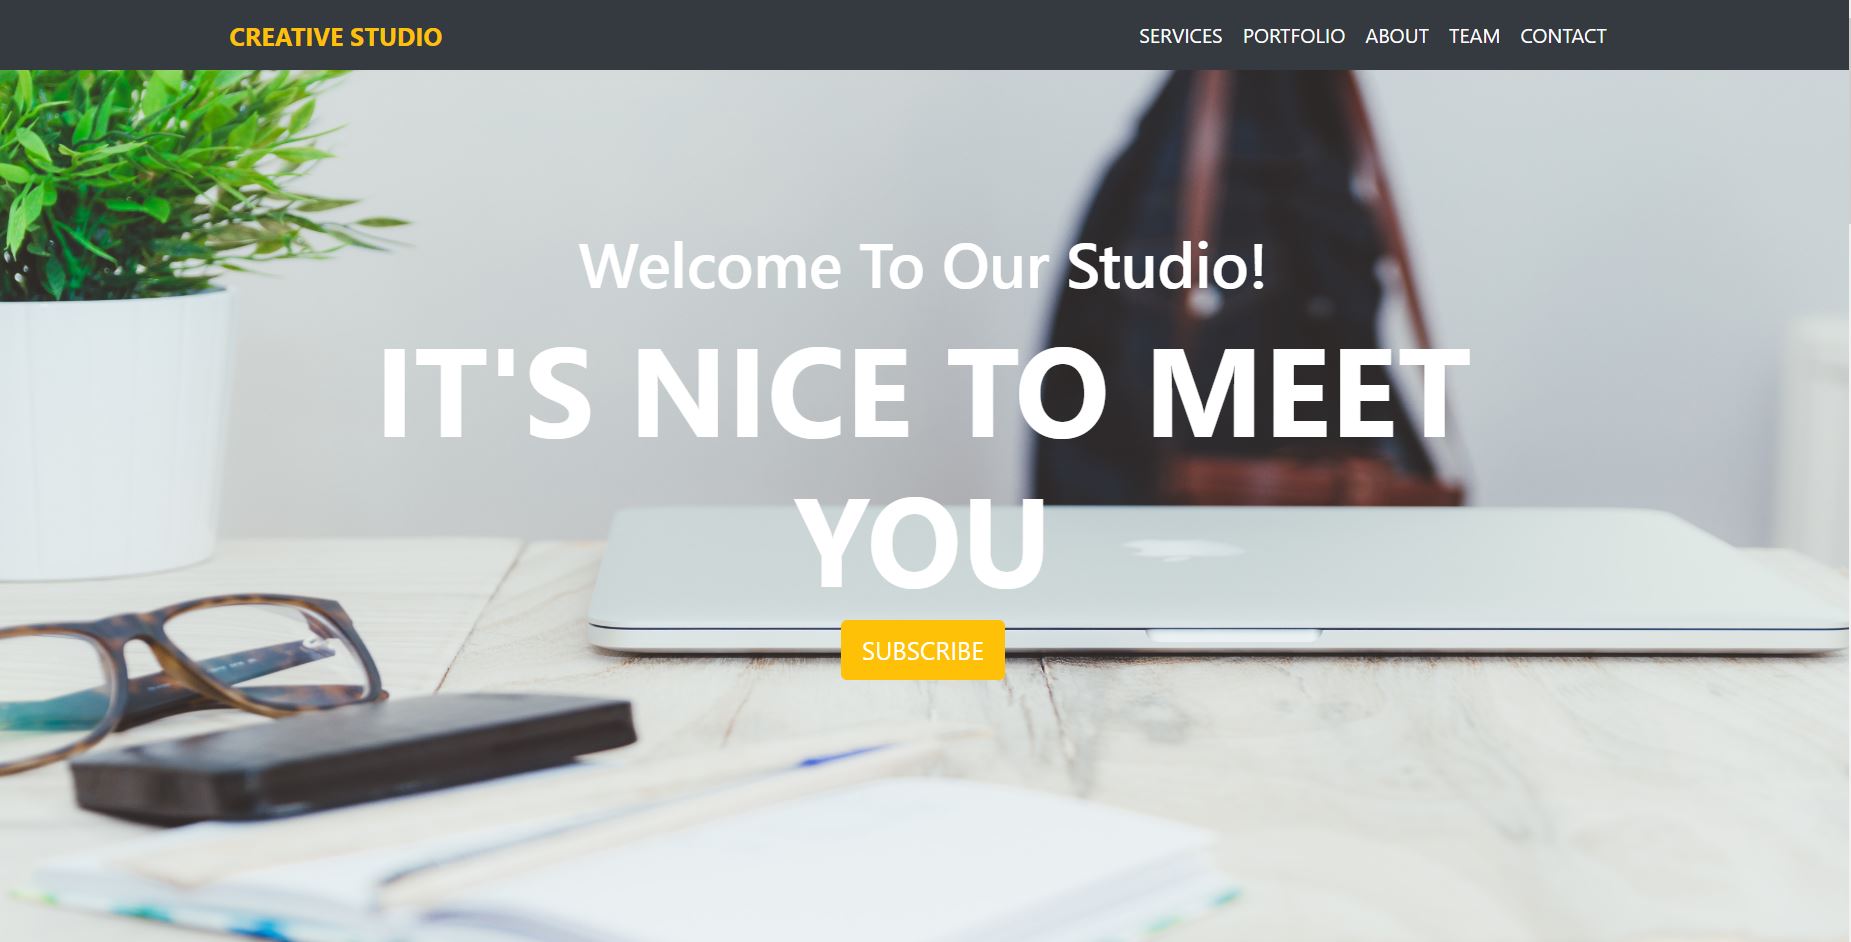 CREATIVE STUDIO
SERVICES PORTFOLIO ABOUT TEAM CONTACT
Welcome To Our Studio!
IT'S NICE TO MEET
YOU
SUBSCRIBE